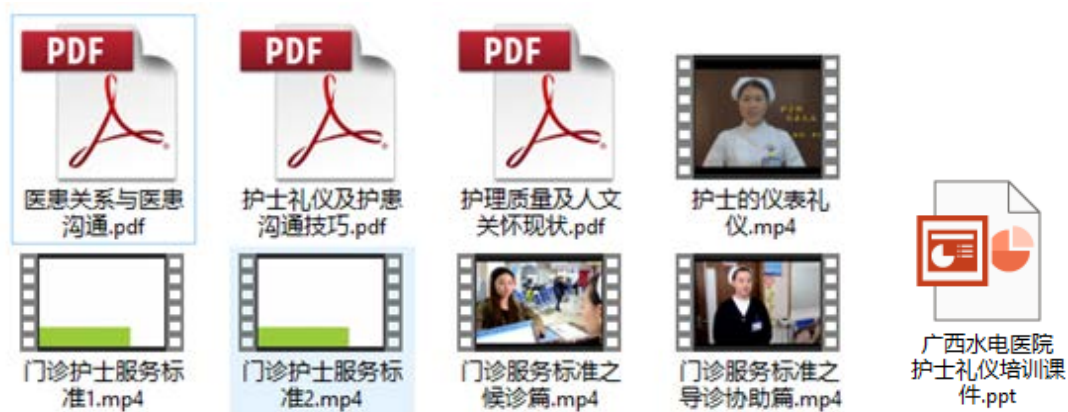 PDF
PDF
PDF
医患关系与医患
沟通.pdf
护士礼仪及护患
沟通技巧.pdf
护理质量及人文
关怀现状.pdf
护士的仪表礼
仪.mp4
门诊护士服务标
准1.mp4
门诊护士服务标
准2.mp4
门诊服务标准之
候诊篇.mp4
门诊服务标准之
导诊协助篇.mp4
广西水电医院
护士礼仪培训课
件.ppt